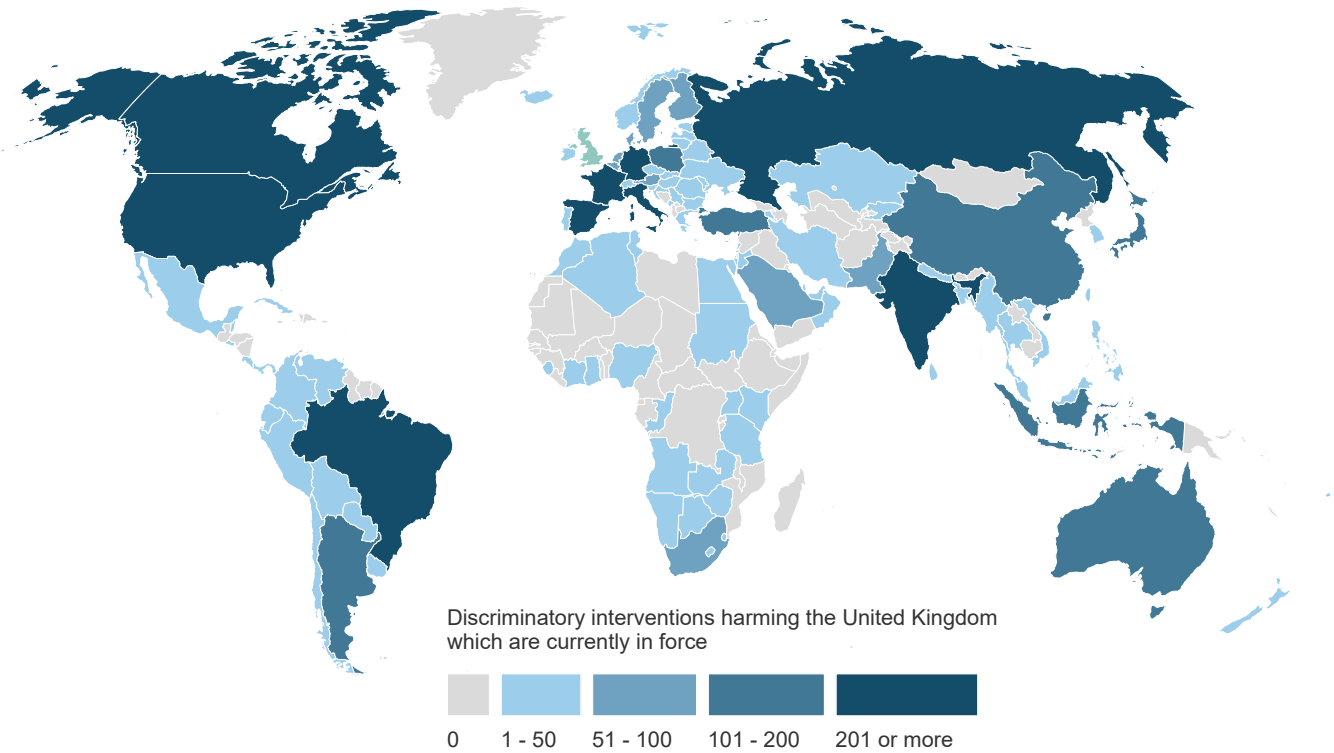 Discriminatory interventions harming the United Kingdom
which are currently in force
0 1 - 50 51 - 100 101 - 200 201 or more